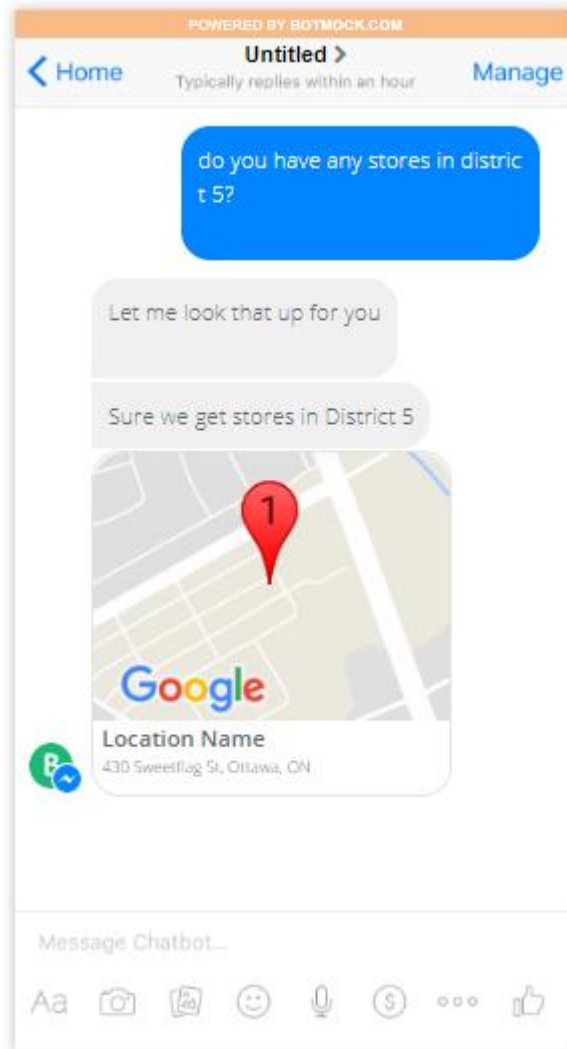 POWERED BY BOTMOCK.COM
Home
Untitled
Manage
Typically replies within an hour
do you have any stores in distric
t 5?
Let me look that up for you
Sure we get stores in District 5
1
Google
Location Name
430 Sweetflag St, Ottawa, ON
B
Message Chatbot...
Aa
$